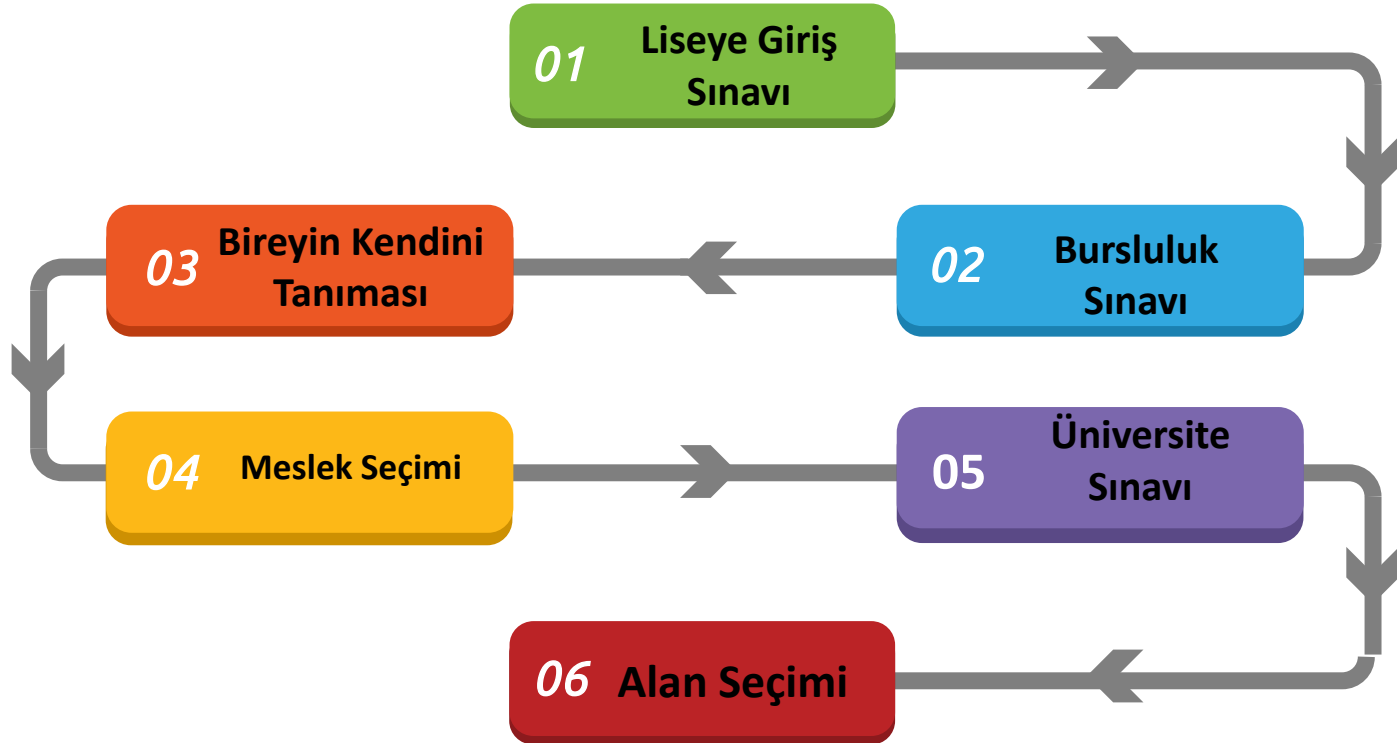 01
Liseye Giriş
Sınavı
02
Bursluluk
Sınavı
03
Bireyin Kendini
Tanıması
04
Meslek Seçimi
05
Üniversite
Sınavı
06
Alan Seçimi